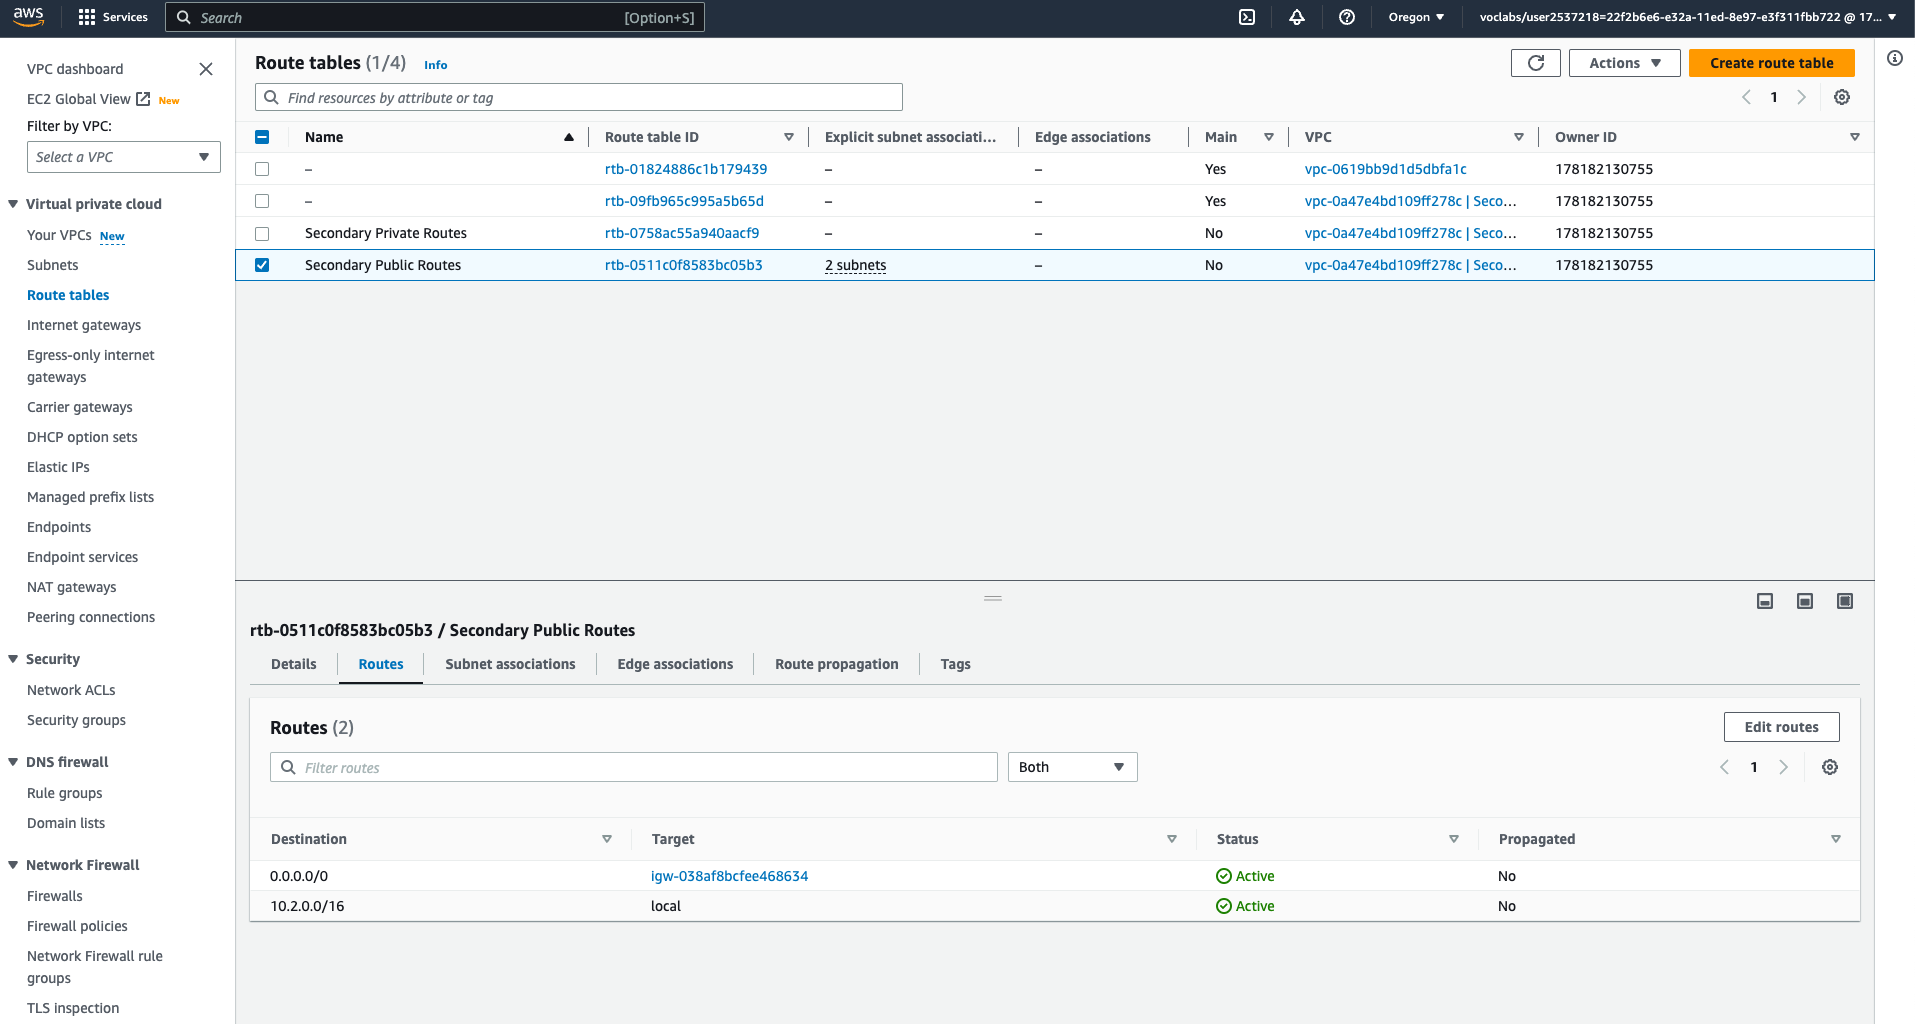 aws
Services
Search
[Option+S]
Oregon
voclabs/user2537218=22f2b6e6-e32a-11ed-8e97-e3f311fbb722 @ 17...
VPC dashboard
EC2 Global View New
Filter by VPC:
Select a VPC
Virtual private cloud
Your VPCs New
Subnets
Route tables
Internet gateways
Egress-only internet
gateways
Carrier gateways
DHCP option sets
Elastic IPs
Managed prefix lists
Endpoints
Endpoint services
NAT gateways
Peering connections
Security
Network ACLs
Security groups
DNS firewall
Rule groups
Domain lists
Network Firewall
Firewalls
Firewall policies
Network Firewall rule
groups
TLS inspection
Route tables (1/4) Info
Actions
Create route table
Find resources by attribute or tag
1
Name Route table ID Explicit subnet associati... Edge associations Main VPC Owner ID
– rtb-01824886c1b179439 – – Yes vpc-0619bb9d1d5dbfa1c 178182130755
– rtb-09fb965c995a5b65d – – Yes vpc-0a47e4bd109ff278c | Seco... 178182130755
Secondary Private Routes rtb-0758ac55a940aacf9 – – No vpc-0a47e4bd109ff278c | Seco... 178182130755
Secondary Public Routes rtb-0511c0f8583bc05b3 2 subnets – No vpc-0a47e4bd109ff278c | Seco... 178182130755
rtb-0511c0f8583bc05b3 / Secondary Public Routes
Details Routes Subnet associations Edge associations Route propagation Tags
Routes (2)
Edit routes
Filter routes
Both
1
Destination Target Status Propagated
0.0.0.0/0 igw-038af8bcfee468634 Active No
10.2.0.0/16 local Active No